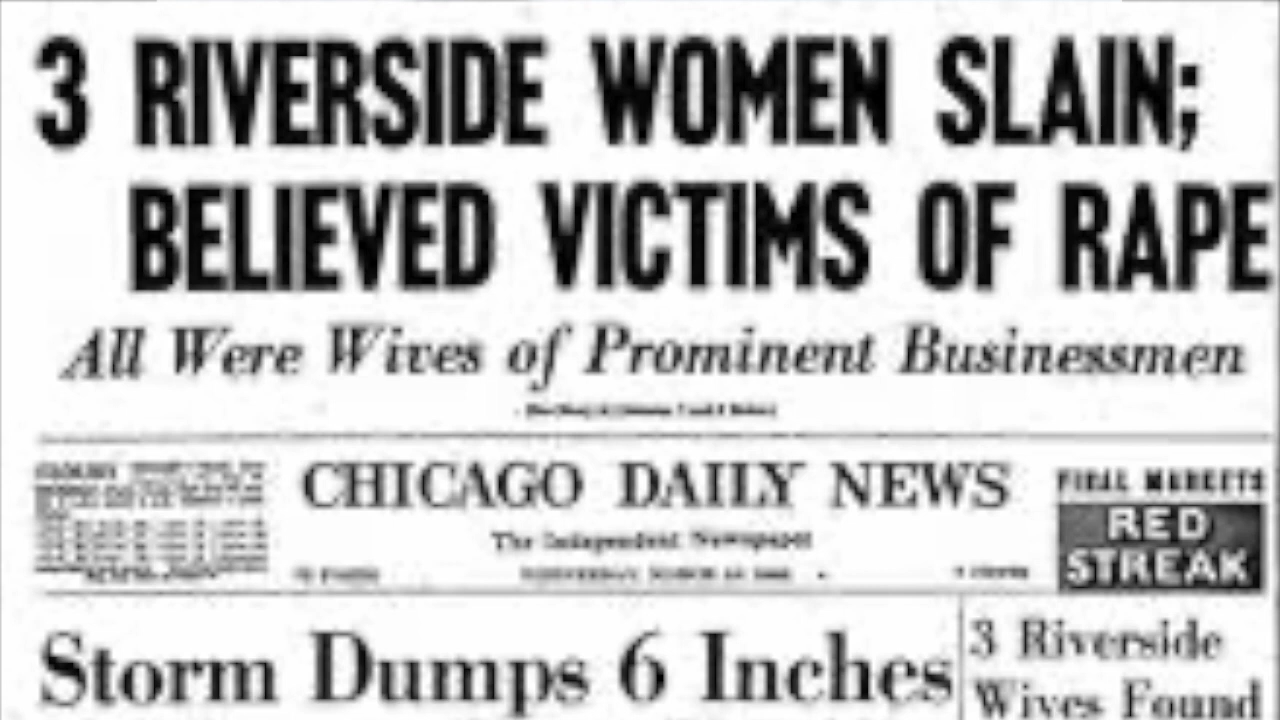 3 RIVERSIDE WOMEN SLAIN;
BELIEVED VICTIMS OF RAPE
All Were Wives of Prominent Businessmen
CHICAGO DAILY NEWS
The Independent Newspaper
FINAL MARKETS
RED
STREAK
Storm Dumps 6 Inches
3 Riverside
Wives Found